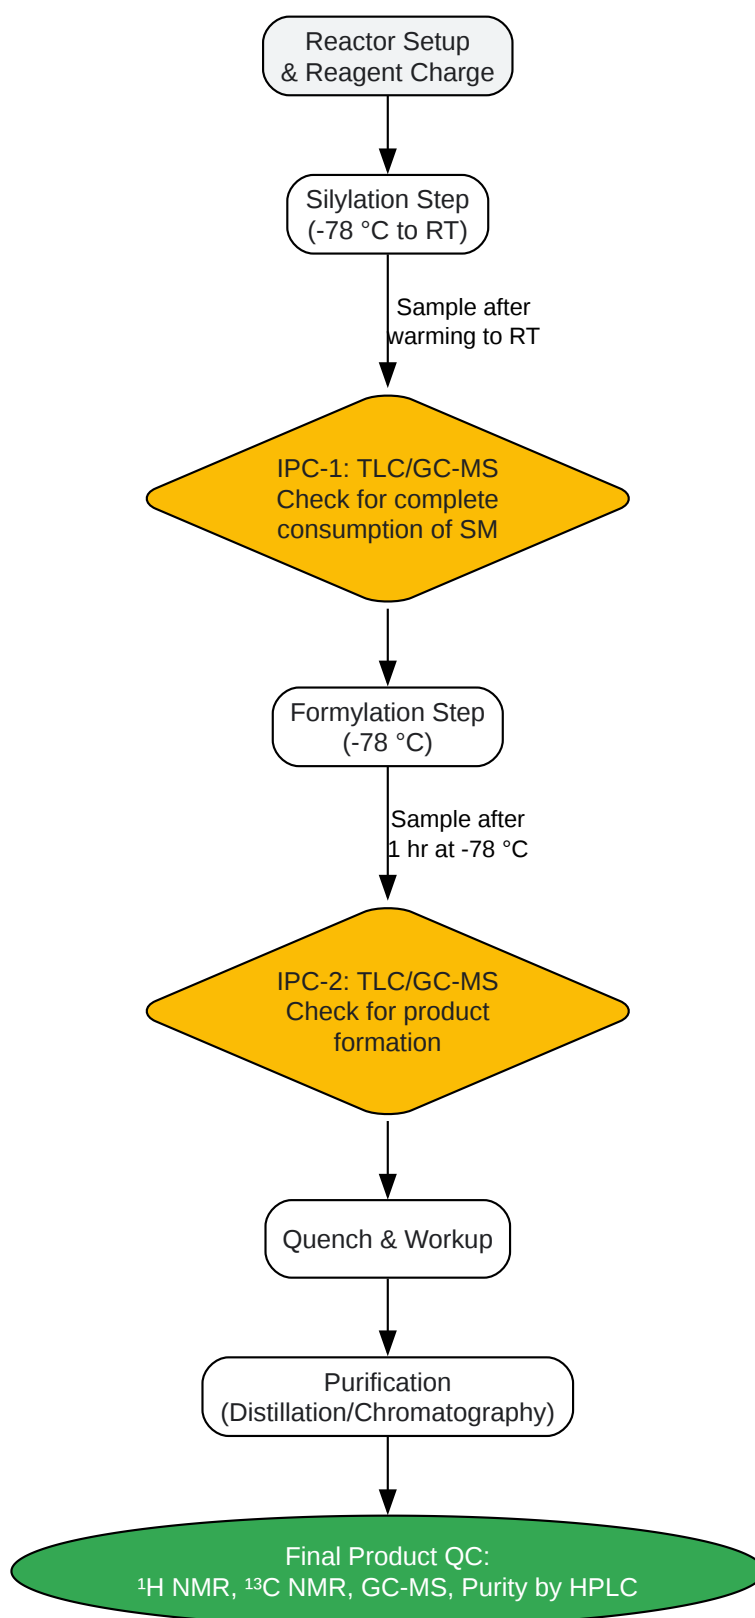 Reactor Setup
& Reagent Charge
Silylation Step
(-78 °C to RT)
Sample after
warming to RT
IPC-1: TLC/GC-MS
Check for complete
consumption of SM
Formylation Step
(-78 °C)
Sample after
1 hr at -78 °C
IPC-2: TLC/GC-MS
Check for product
formation
Quench & Workup
Purification
(Distillation/Chromatography)
Final Product QC:
¹H NMR, ¹³C NMR, GC-MS, Purity by HPLC